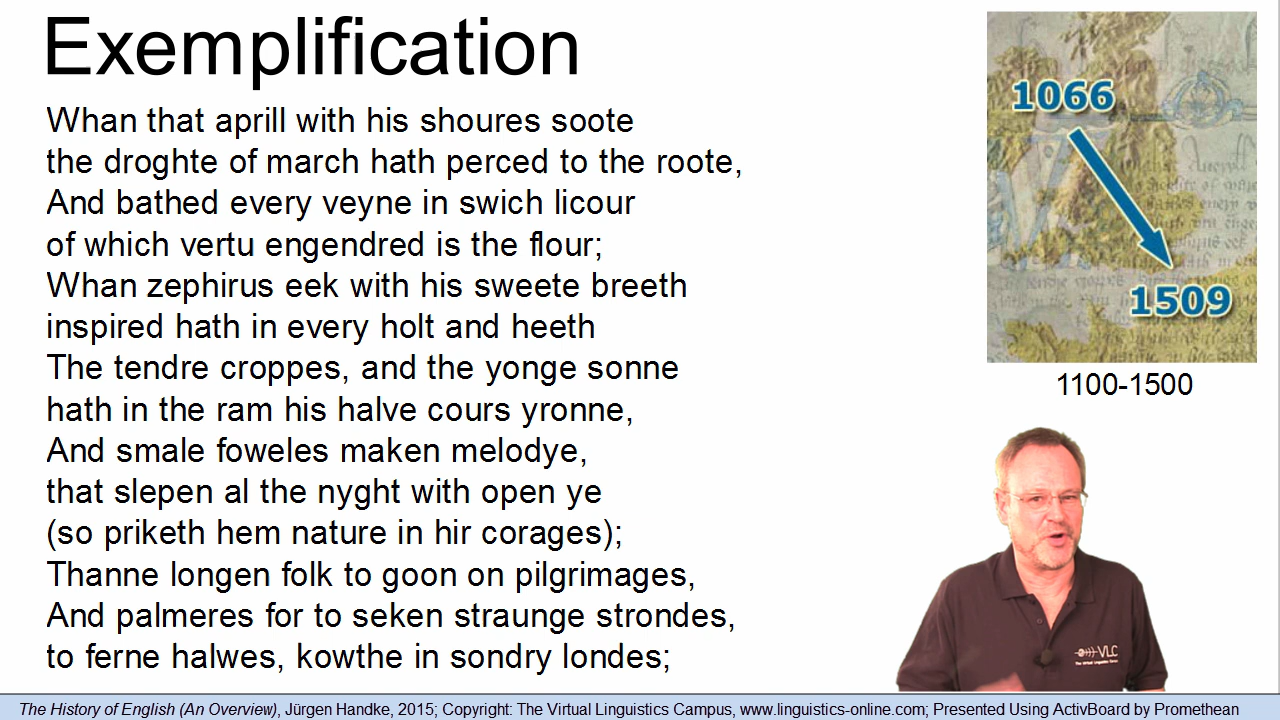 Exemplification
Whan that aprill with his shoures soote
the droghte of march hath perced to the roote,
And bathed every veyne in swich licour
of which vertu engendred is the flour;
Whan zephirus eek with his sweete breeth
inspired hath in every holt and heeth
The tendre croppes, and the yonge sonne
hath in the ram his halve cours yronne,
And smale foweles maken melodye,
that slepen al the nyght with open ye
(so priketh hem nature in hir corages);
Thanne longen folk to goon on pilgrimages,
And palmeres for to seken straunge strondes,
to ferne halwes, kowthe in sondry londes;
1066
1509
1100-1500
VLC
The Virtual Linguistics Campus
The History of English (An Overview), Jürgen Handke, 2015; Copyright: The Virtual Linguistics Campus, www.linguistics-online.com; Presented Using ActivBoard by Promethean